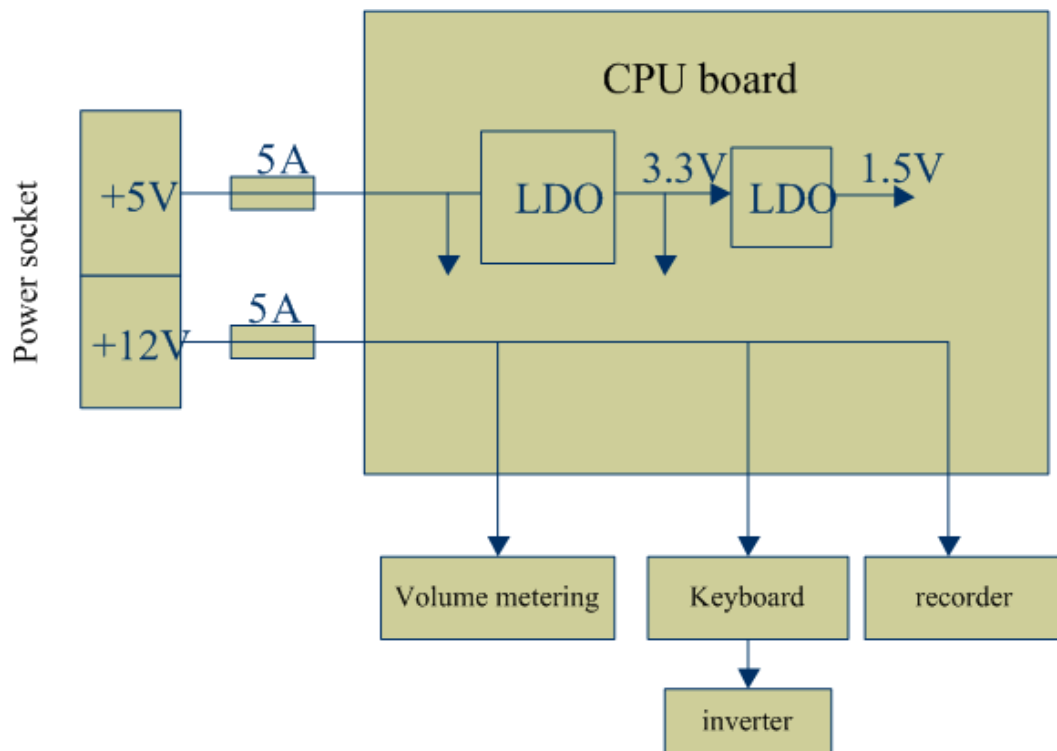 CPU board
Power socket
+5V
5A
LDO
3.3V
LDO
1.5V
+12V
5A
Volume metering
Keyboard
recorder
inverter